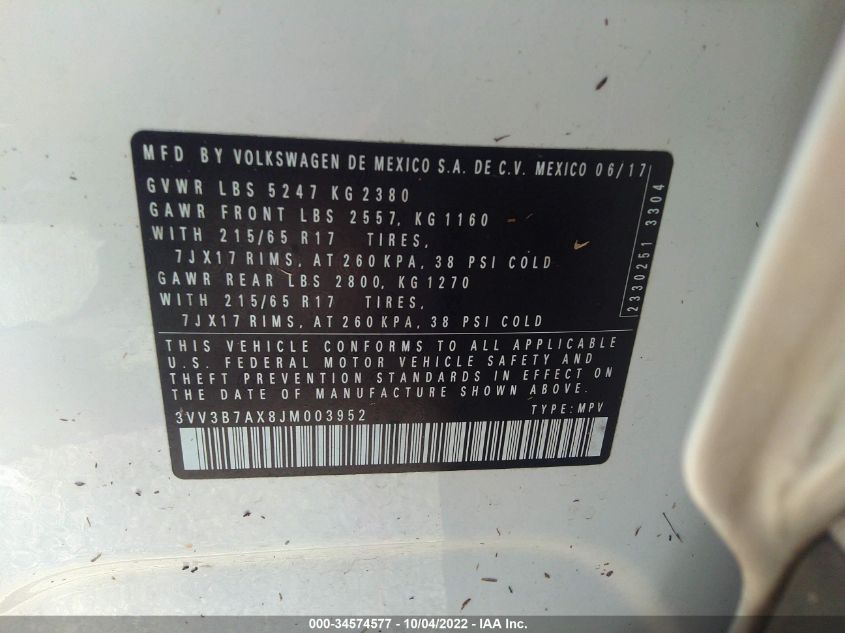 MFD BY VOLKSWAGEN DE MEXICO S.A. DE C.V. MEXICO 06/17
GVWR LBS 5247 KG 2380
GAWR FRONT LBS 2557, KG 1160
WITH 215/65 R17 TIRES,
7JX17 RIMS, AT 260 KPA, 38 PSI COLD
GAWR REAR LBS 2800, KG 1270
WITH 215/65 R17 TIRES,
7JX17 RIMS, AT 260 KPA, 38 PSI COLD
2330251 3304
THIS VEHICLE CONFORMS TO ALL APPLICABLE
U.S. FEDERAL MOTOR VEHICLE SAFETY AND
THEFT PREVENTION STANDARDS IN EFFECT ON
THE DATE OF MANUFACTURE SHOWN ABOVE.
3VV3B7AX8JM003952 TYPE: MPV
000-34574577 - 10/04/2022 - IAA Inc.